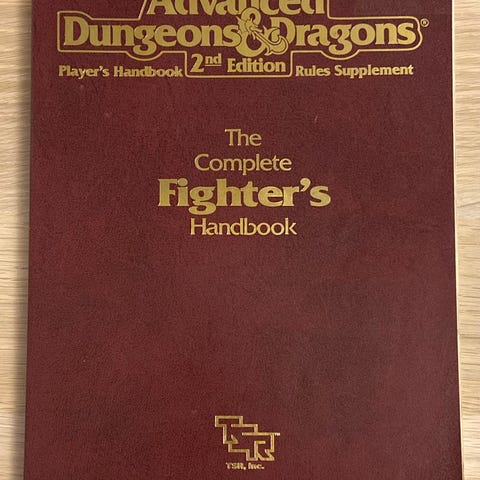 Advanced
Dungeons & Dragons®
Player's Handbook 2nd Edition Rules Supplement
The
Complete
Fighter's
Handbook
TSR
TSR, Inc.